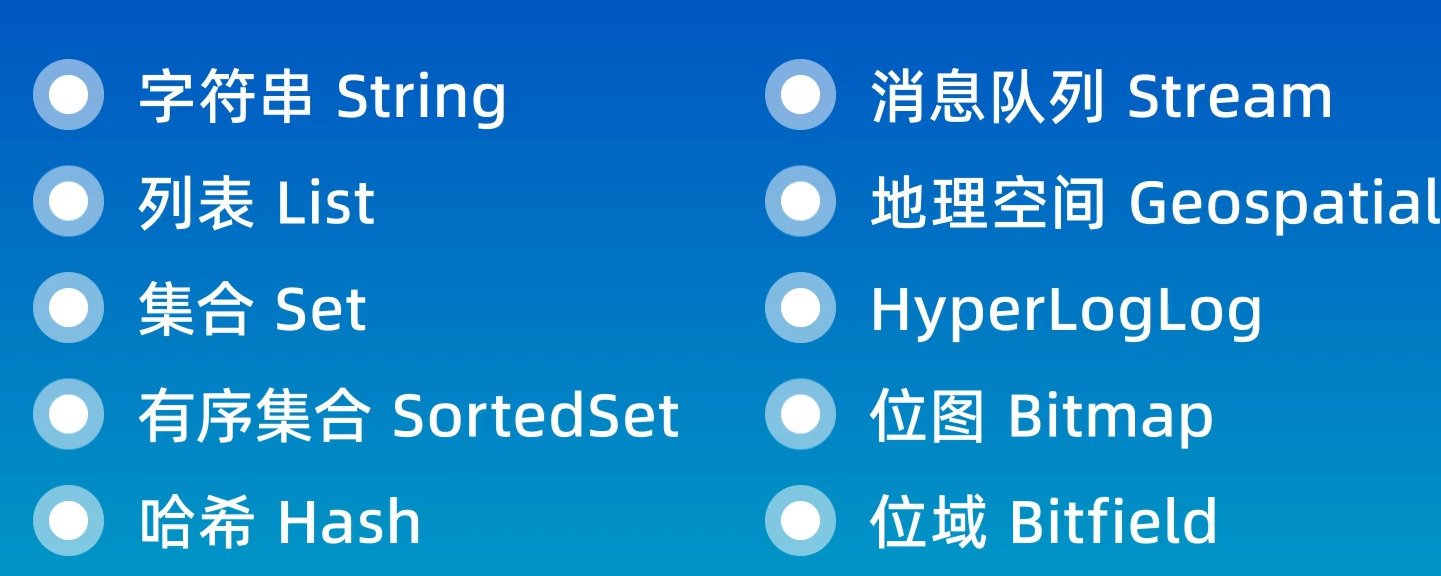 字符串 String
列表 List
集合 Set
有序集合 SortedSet
哈希 Hash
消息队列 Stream
地理空间 Geospatial
HyperLogLog
位图 Bitmap
位域 Bitfield